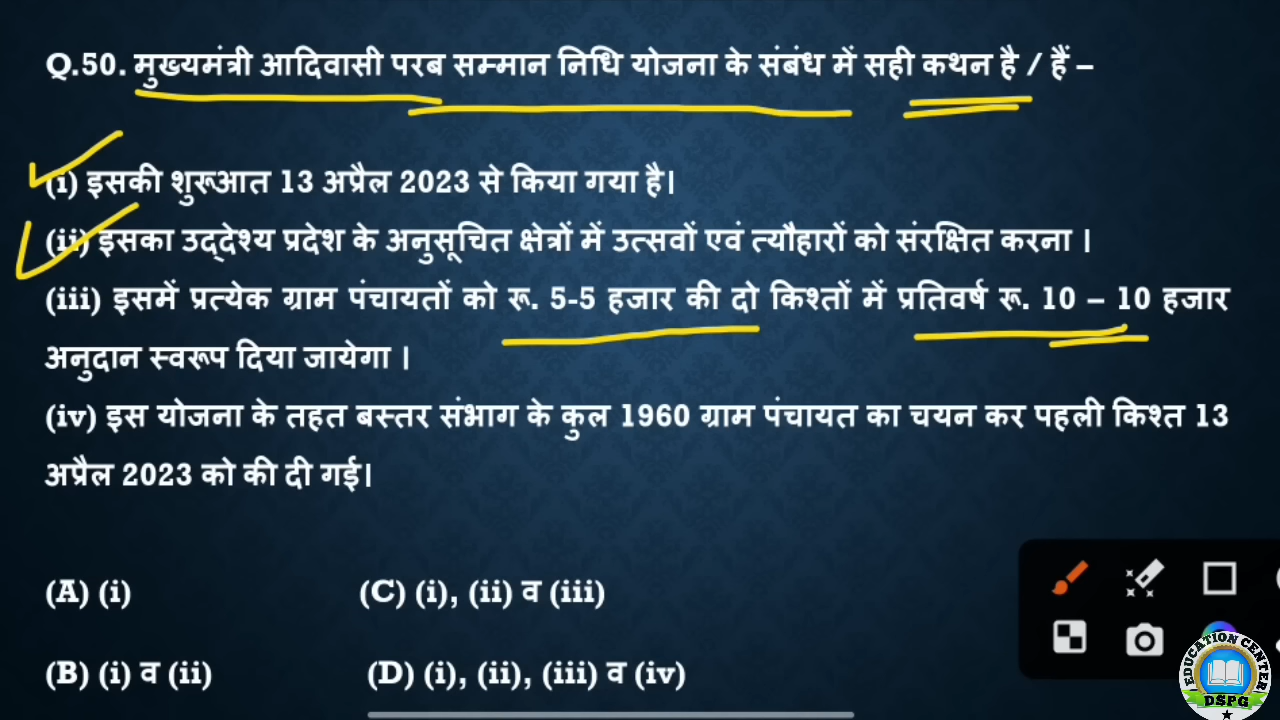 Q.50. मुख्यमंत्री आदिवासी परब सम्मान निधि योजना के संबंध में सही कथन है / हैं –
(i) इसकी शुरूआत 13 अप्रैल 2023 से किया गया है।
(ii) इसका उद्देश्य प्रदेश के अनुसूचित क्षेत्रों में उत्सवों एवं त्यौहारों को संरक्षित करना ।
(iii) इसमें प्रत्येक ग्राम पंचायतों को रू. 5-5 हजार की दो किश्तों में प्रतिवर्ष रू. 10 – 10 हजार
अनुदान स्वरूप दिया जायेगा ।
(iv) इस योजना के तहत बस्तर संभाग के कुल 1960 ग्राम पंचायत का चयन कर पहली किश्त 13
अप्रैल 2023 को की दी गई।
(A) (i) (C) (i), (ii) व (iii)
(B) (i) व (ii) (D) (i), (ii), (iii) व (iv)
EDUCATION CENTER
DSPG